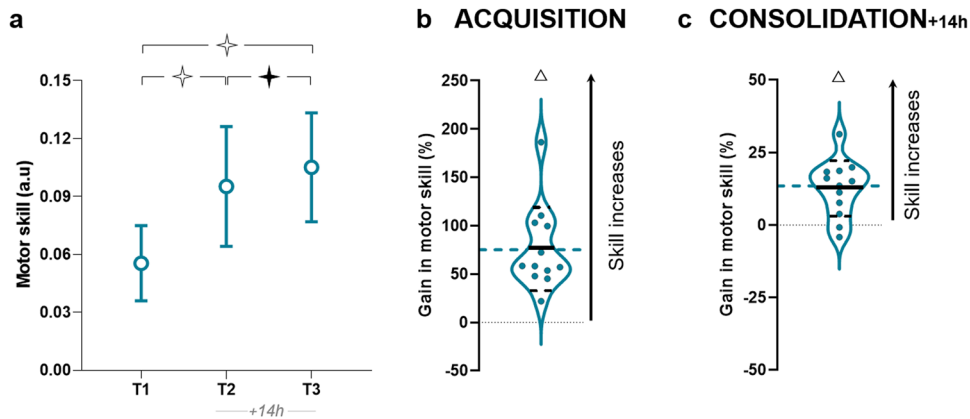 a
Motor skill (a.u)
0.15
0.12
0.09
0.06
0.03
0.00
T1
T2
T3
+14h
b ACQUISITION
Gain in motor skill (%)
250
200
150
100
50
0
-50
Skill increases
c CONSOLIDATION+14h
Gain in motor skill (%)
50
25
0
-25
-50
Skill increases